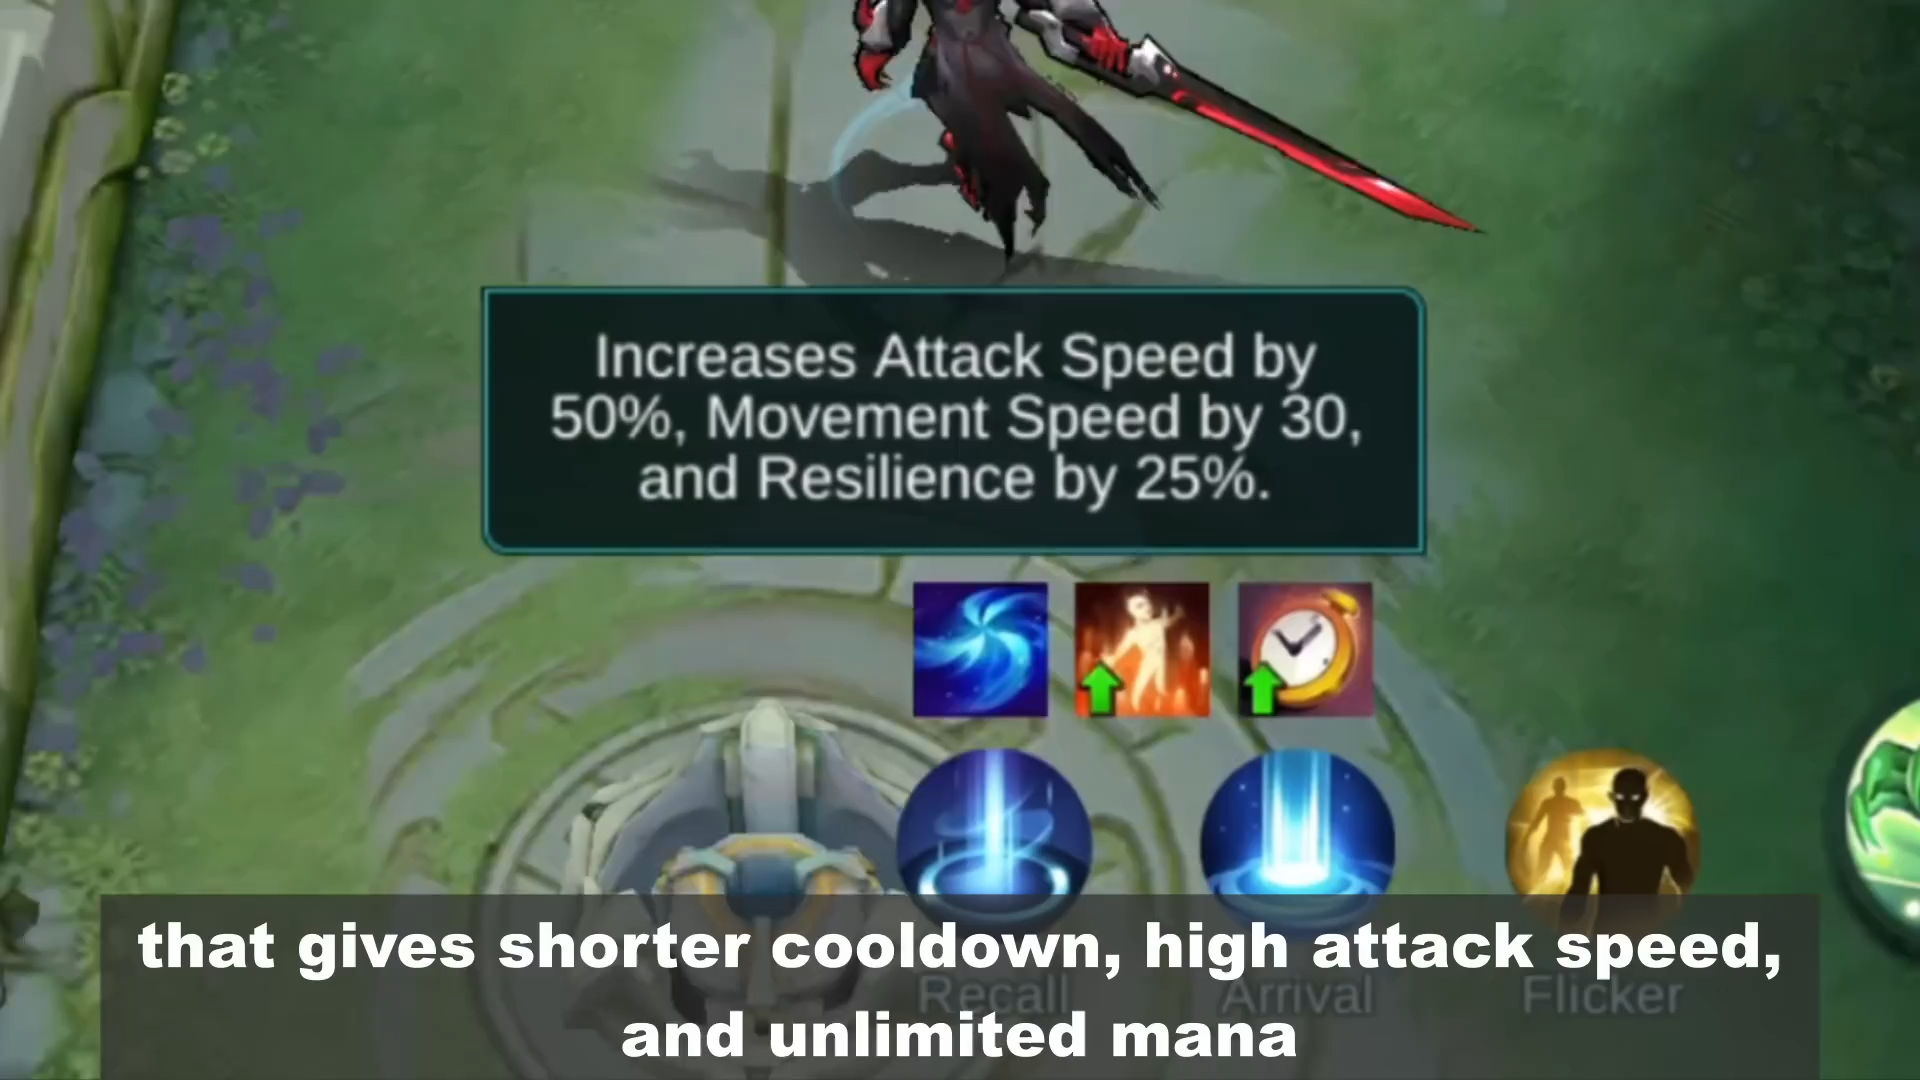 Increases Attack Speed by
50%, Movement Speed by 30,
and Resilience by 25%.
that gives shorter cooldown, high attack speed,
Recall Arrival Flicker
and unlimited mana